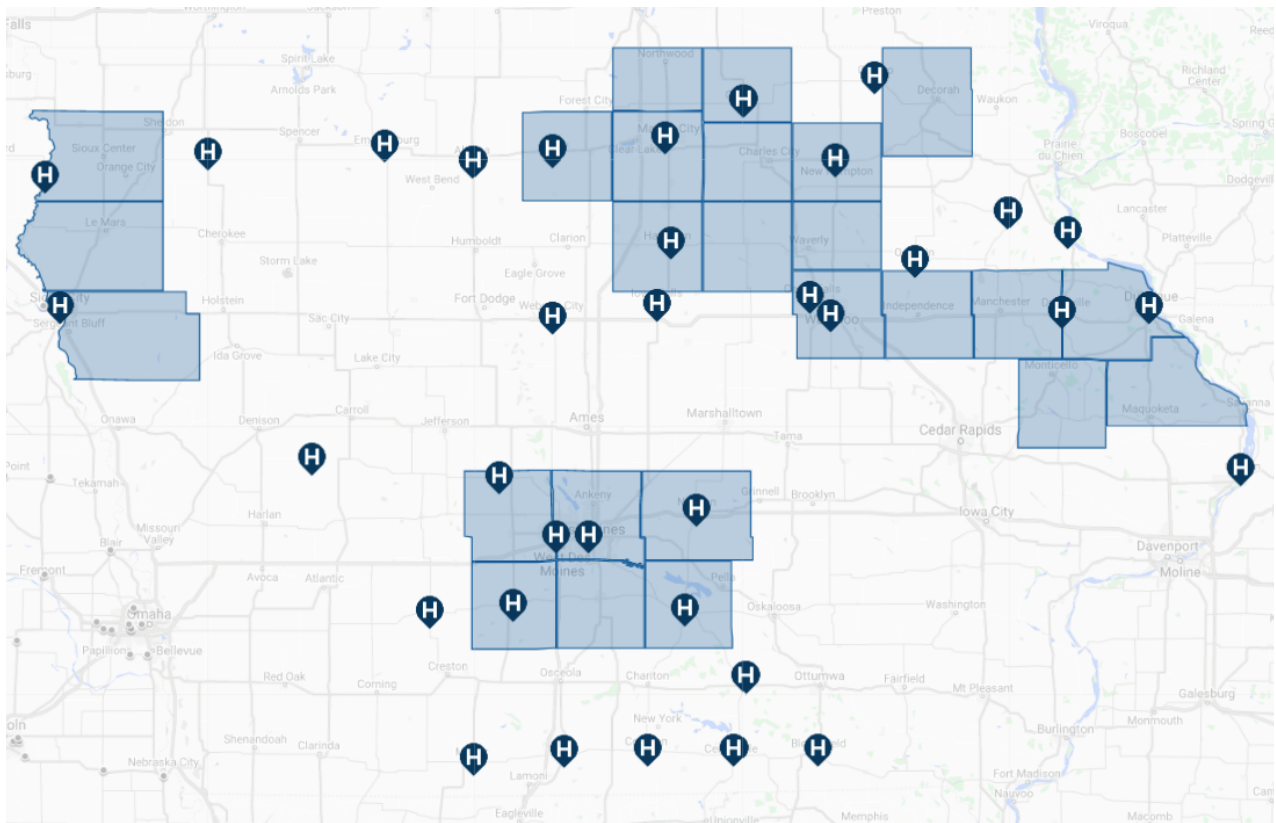 Worthington
Preston
Viroqua
Falls
Northwood
Richland
Center
Spirit Lake
Arnolds Park
H
Decorah
Forest City
H
Waukon
Sheldon
Spencer
Boscobel
Sioux Center
H
H
H
Charles City
Prairie
du Chien
Orange City
H
H
H
West Bend
New Hampton
Dodgeville
H
Lancaster
H
Le Mars
Cherokee
Humboldt
Clarion
H
Waverly
H
Platteville
Storm Lake
Eagle Grove
H
Holstein
Fort Dodge
H
H
H
Independence
Manchester
H
H
Galena
Sergeant Bluff
Sac City
H
H
Ida Grove
Lake City
Monticello
Onawa
Denison
Carroll
Jefferson
Ames
Marshalltown
Maquoketa
Savanna
Tama
Cedar Rapids
Point
Tekamah
H
H
Ankeny
Grinnell
Brooklyn
H
Harlan
H
Iowa City
Missouri
Valley
Blair
H
H
Davenport
Moline
Fremont
Avoca
Atlantic
West Des
Moines
Pella
Omaha
H
H
H
Oskaloosa
Washington
Papillion
Bellevue
Creston
Red Oak
Corning
Osceola
Chariton
H
Ottumwa
Fairfield
Mt Pleasant
Galesburg
New York
Monmouth
Burlington
Shenandoah
Clarinda
H
H
H
H
H
Nebraska City
Lamoni
Fort Madison
Nauvoo
Eagleville
Unionville
Memphis
Macomb